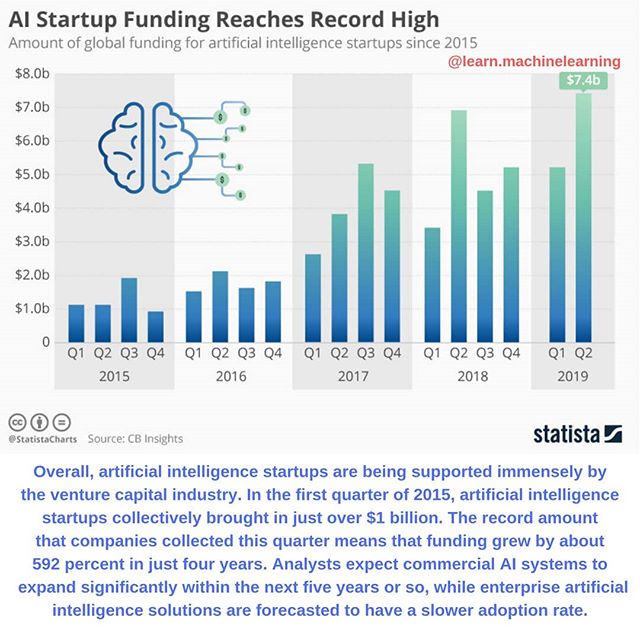 AI Startup Funding Reaches Record High
Amount of global funding for artificial intelligence startups since 2015
@learn.machinelearning
$8.0b
$7.4b
$7.0b
$6.0b
$5.0b
$4.0b
$3.0b
$2.0b
$1.0b
0
$
$
$
$
$
$
$
Q1 Q2 Q3 Q4 Q1 Q2 Q3 Q4 Q1 Q2 Q3 Q4 Q1 Q2 Q3 Q4 Q1 Q2
2015 2016 2017 2018 2019
cc
@StatistaCharts Source: CB Insights
statista
Overall, artificial intelligence startups are being supported immensely by
the venture capital industry. In the first quarter of 2015, artificial intelligence
startups collectively brought in just over $1 billion. The record amount
that companies collected this quarter means that funding grew by about
592 percent in just four years. Analysts expect commercial AI systems to
expand significantly within the next five years or so, while enterprise artificial
intelligence solutions are forecasted to have a slower adoption rate.